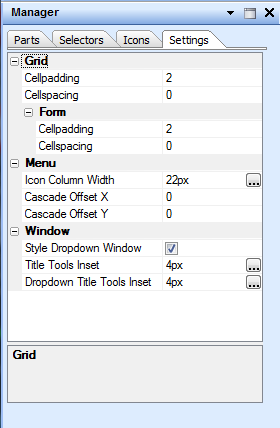 Manager
Parts Selectors Icons Settings
Grid
Cellpadding 2
Cellspacing 0
Form
Cellpadding 2
Cellspacing 0
Menu
Icon Column Width 22px ...
Cascade Offset X 0
Cascade Offset Y 0
Window
Style Dropdown Window
Title Tools Inset 4px ...
Dropdown Title Tools Inset 4px ...
Grid